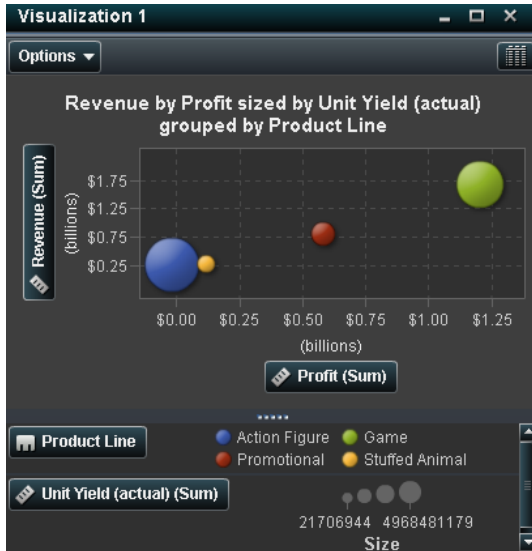 Visualization 1
Options
Revenue by Profit sized by Unit Yield (actual)
grouped by Product Line
Revenue (Sum)
(billions)
$1.75
$1.25
$0.75
$0.25
$0.00 $0.25 $0.50 $0.75 $1.00 $1.25
(billions)
Profit (Sum)
Product Line
Action Figure Game
Promotional Stuffed Animal
Unit Yield (actual) (Sum)
21706944 4968481179
Size